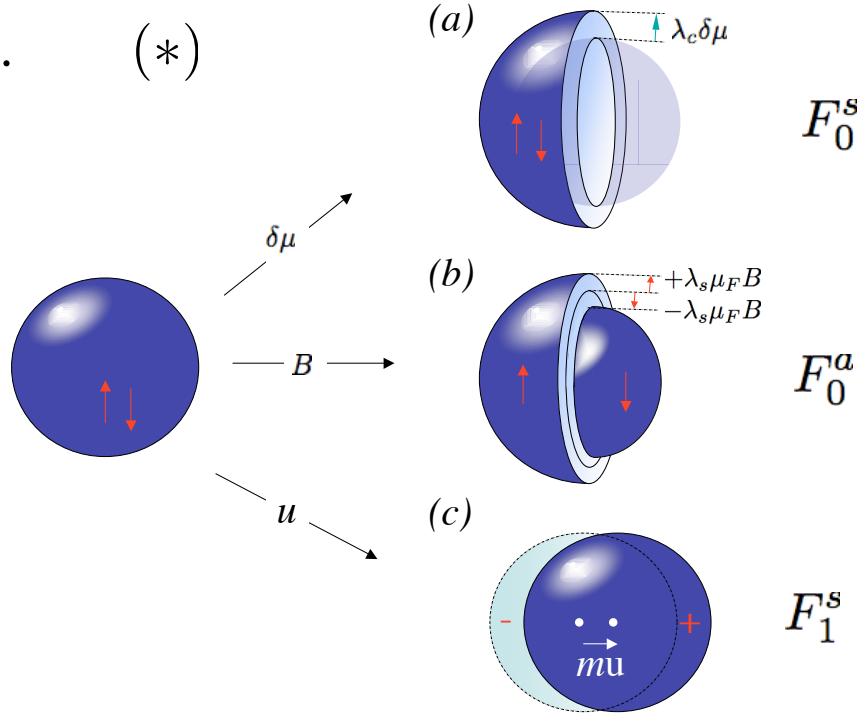 . (∗)
(a)
λ_c δμ
F_0^s
δμ
(b)
+λ_s μ_F B
−λ_s μ_F B
B
F_0^a
u
(c)
F_1^s
- +
mu